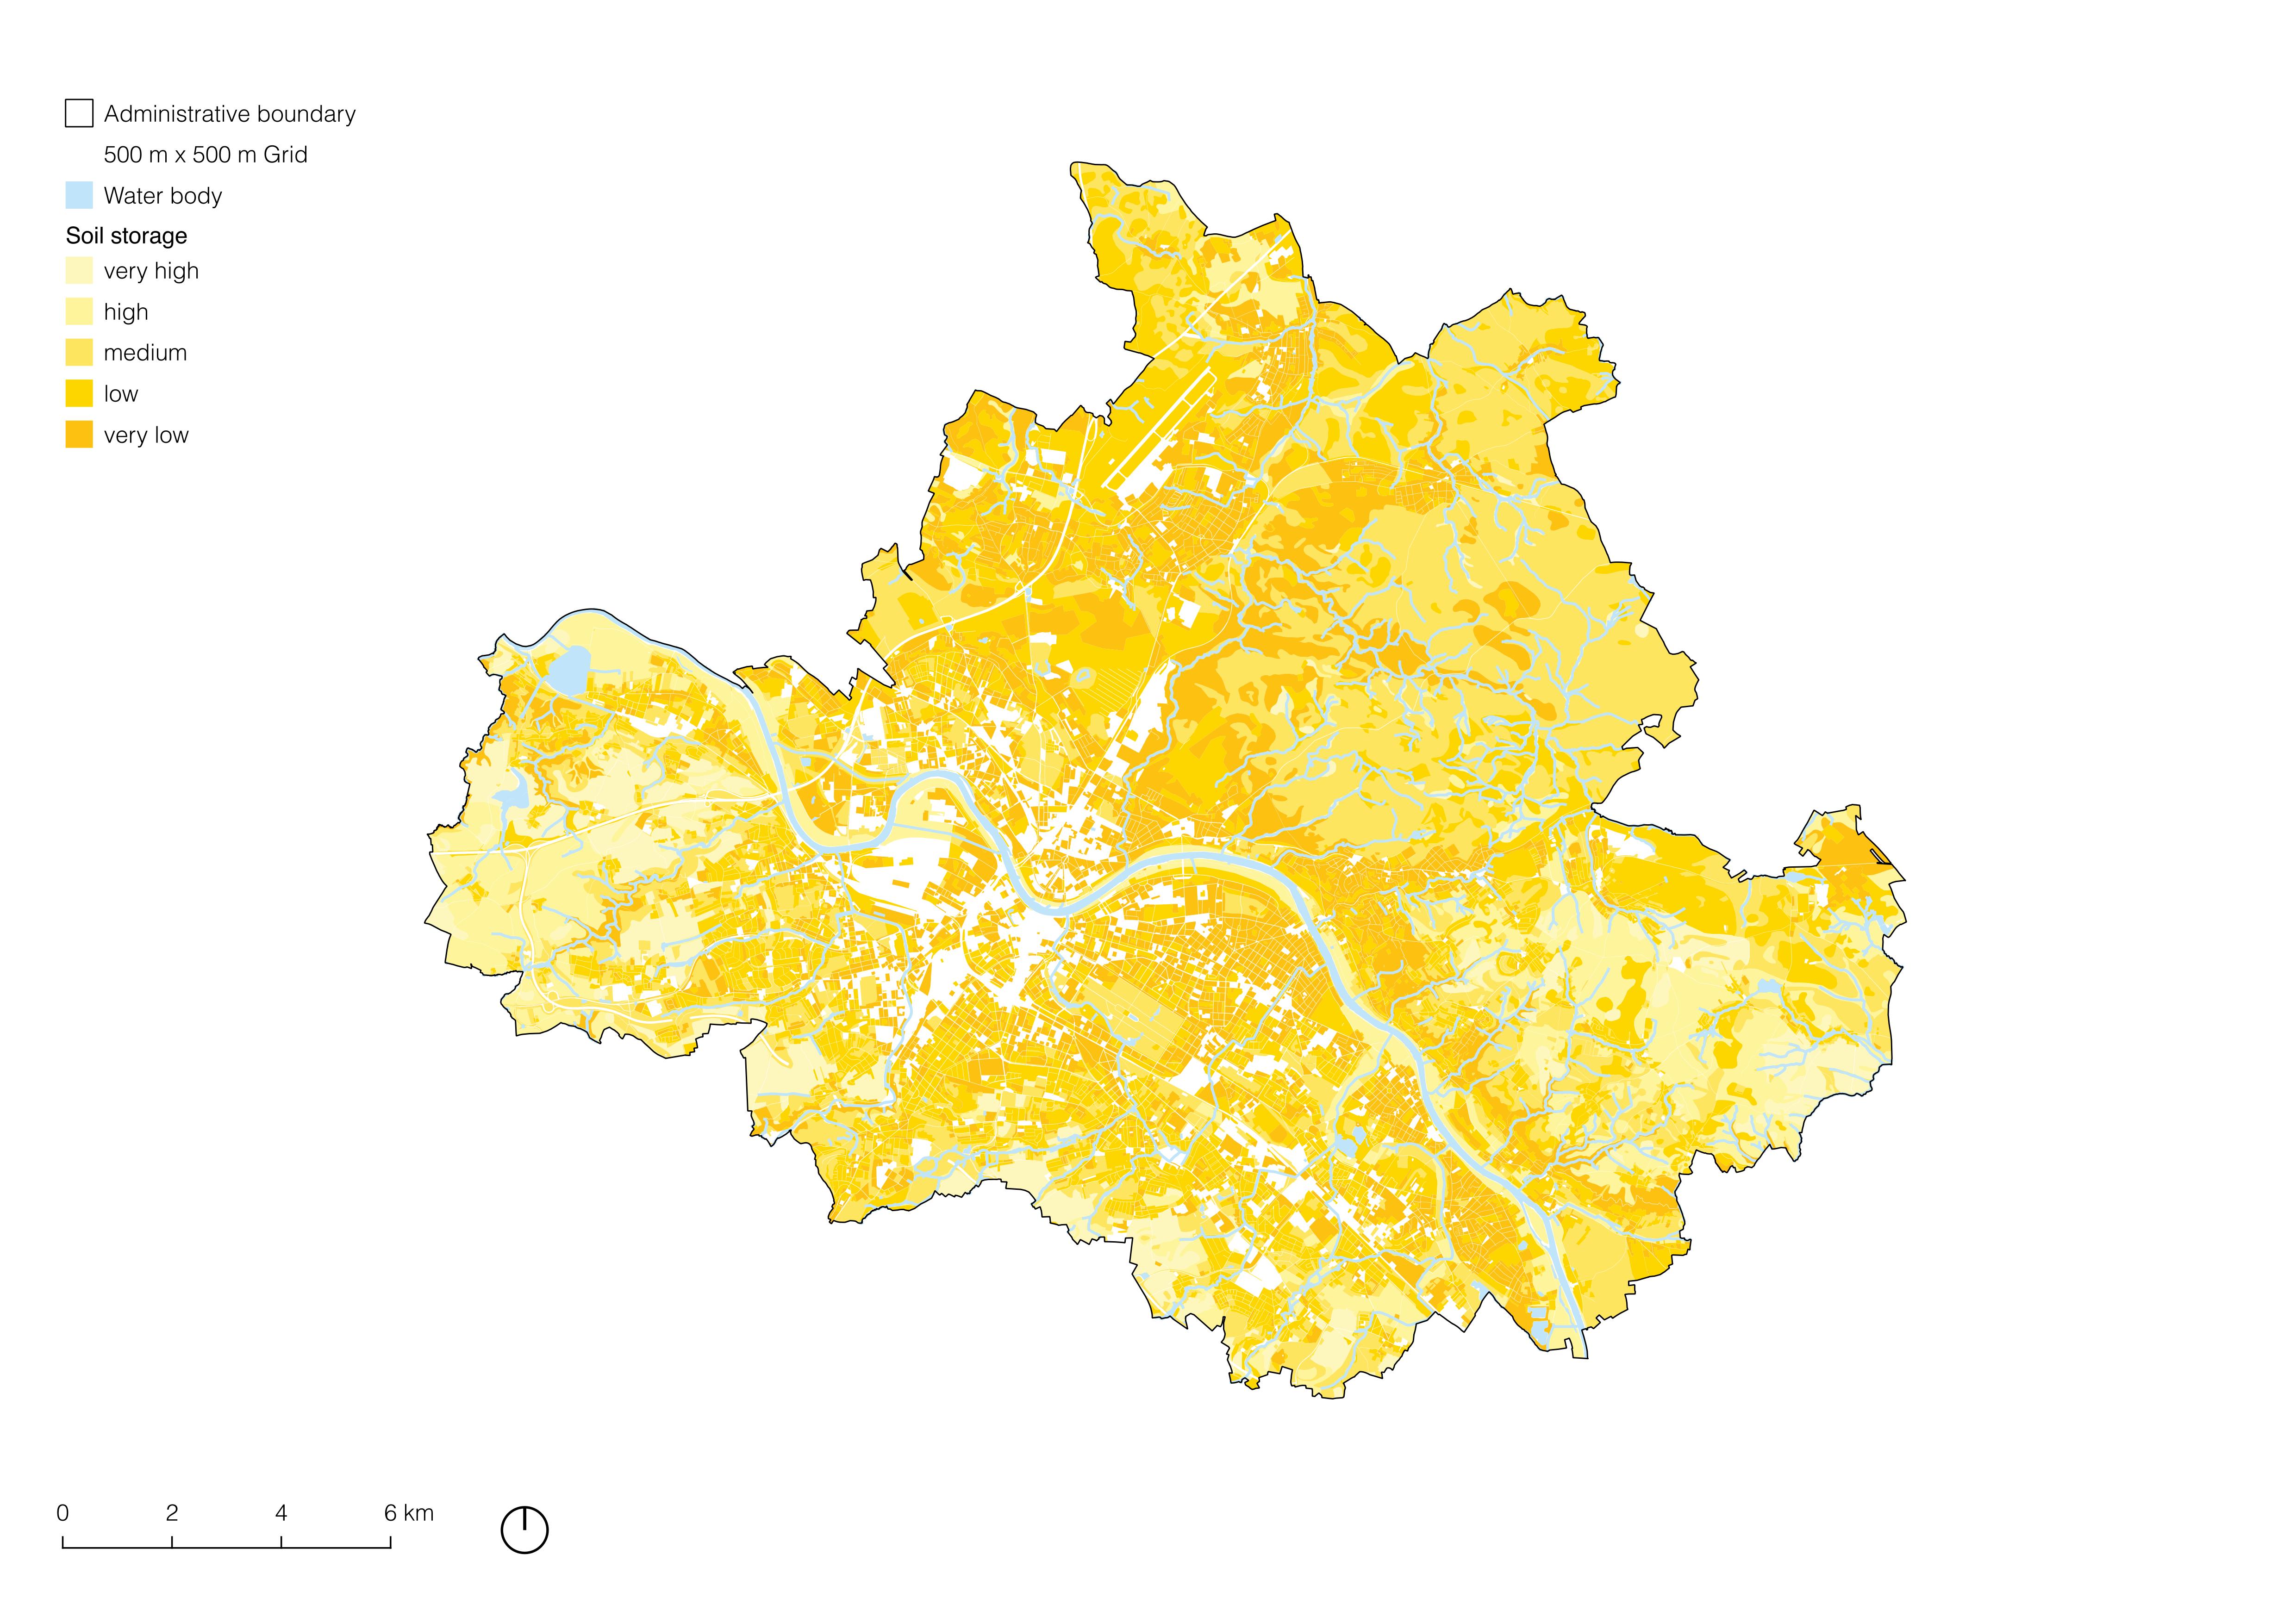 Administrative boundary
500 m x 500 m Grid
Water body
Soil storage
very high
high
medium
low
very low
0 2 4 6 km